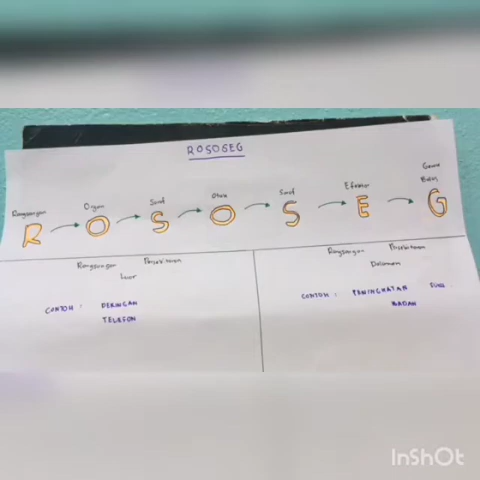 ROSOSEG
Rangsangan Organ Saraf Otak Saraf Efektor Gerak Balas
R O S O S E G
Rangsangan Persekitaran
Luar
CONTOH : DERINGAN
TELEFON
Rangsangan Persekitaran
Dalaman
CONTOH : PENINGKATAN SUHU
BADAN
InShOt